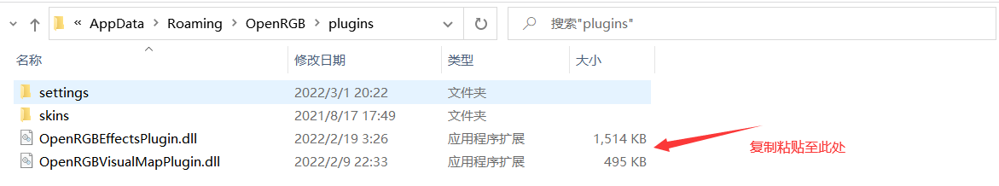 « AppData › Roaming › OpenRGB › plugins 搜索"plugins"
名称 修改日期 类型 大小
settings 2022/3/1 20:22 文件夹
skins 2021/8/17 17:49 文件夹
OpenRGBEffectsPlugin.dll 2022/2/19 3:26 应用程序扩展 1,514 KB
OpenRGBVisualMapPlugin.dll 2022/2/9 22:33 应用程序扩展 495 KB
复制粘贴至此处